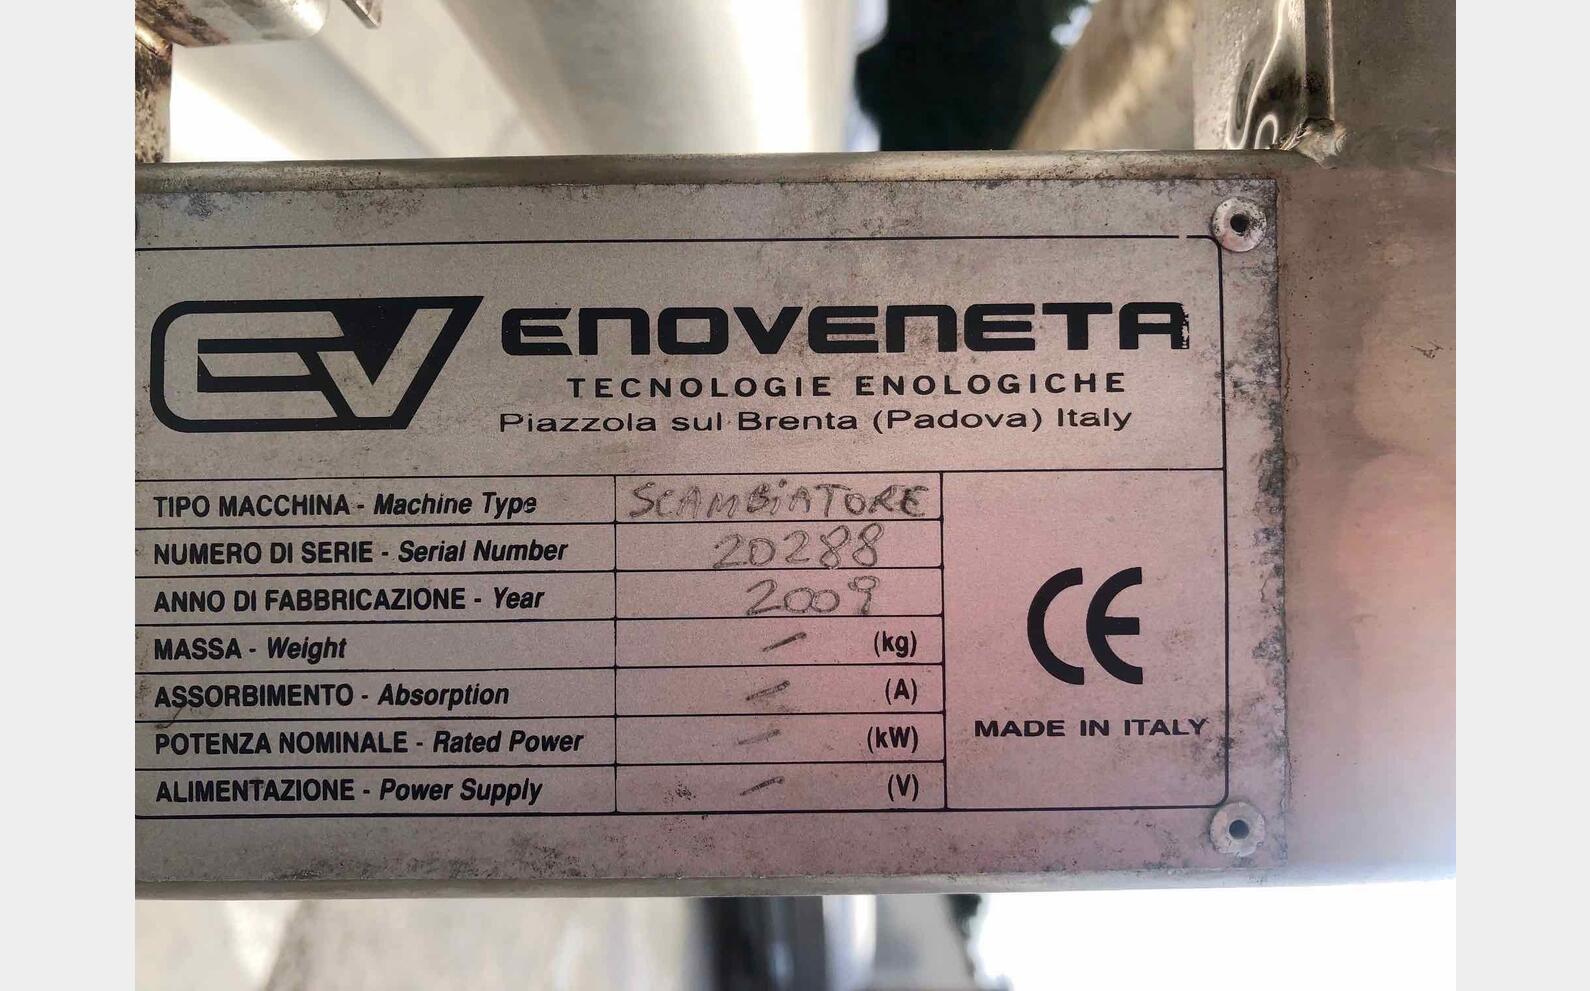 EV ENOVENETA
TECNOLOGIE ENOLOGICHE
Piazzola sul Brenta (Padova) Italy
TIPO MACCHINA - Machine Type SCAMBiATORE
NUMERO DI SERIE - Serial Number 20288
ANNO DI FABBRICAZIONE - Year 2009
MASSA - Weight / (kg)
ASSORBIMENTO - Absorption / (A)
POTENZA NOMINALE - Rated Power / (kW)
ALIMENTAZIONE - Power Supply / (V)
CE
MADE IN ITALY